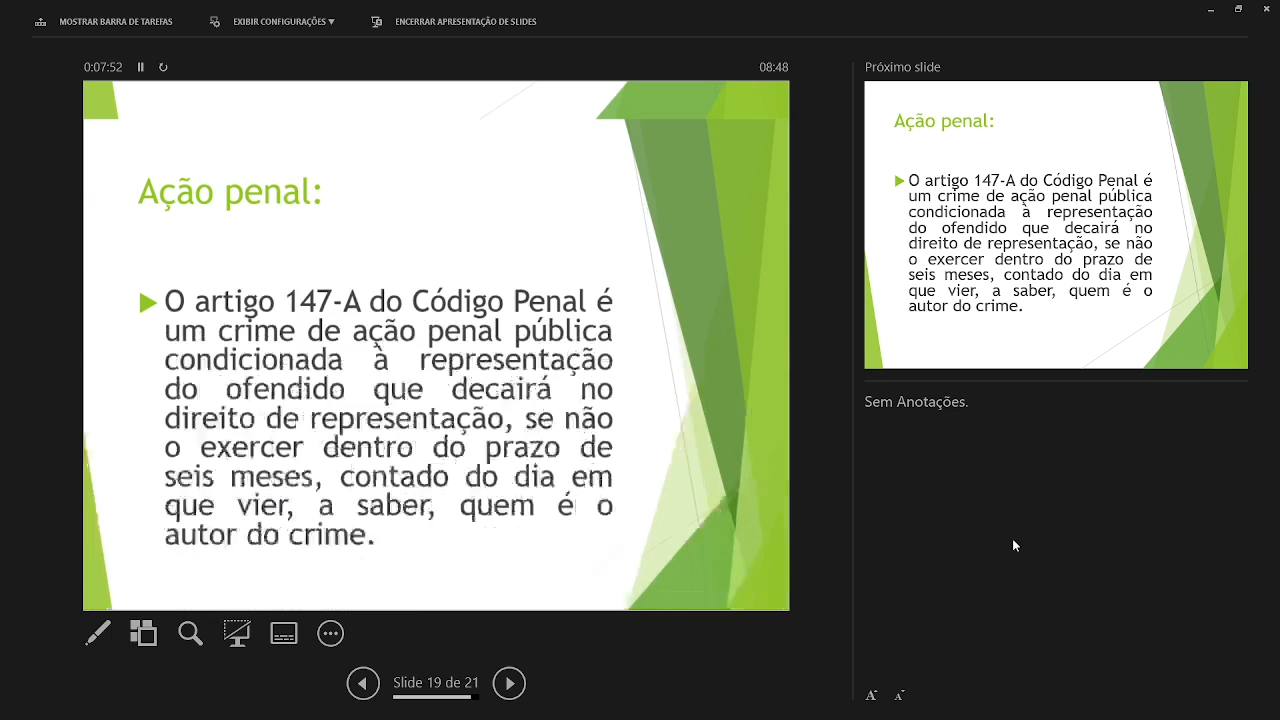 MOSTRAR BARRA DE TAREFAS
EXIBIR CONFIGURAÇÕES
ENCERRAR APRESENTAÇÃO DE SLIDES
0:07:52
08:48
Ação penal:
O artigo 147-A do Código Penal é
um crime de ação penal pública
condicionada à representação
do ofendido que decairá no
direito de representação, se não
o exercer dentro do prazo de
seis meses, contado do dia em
que vier, a saber, quem é o
autor do crime.
Slide 19 de 21
Próximo slide
Ação penal:
O artigo 147-A do Código Penal é
um crime de ação penal pública
condicionada à representação
do ofendido que decairá no
direito de representação, se não
o exercer dentro do prazo de
seis meses, contado do dia em
que vier, a saber, quem é o
autor do crime.
Sem Anotações.
A A